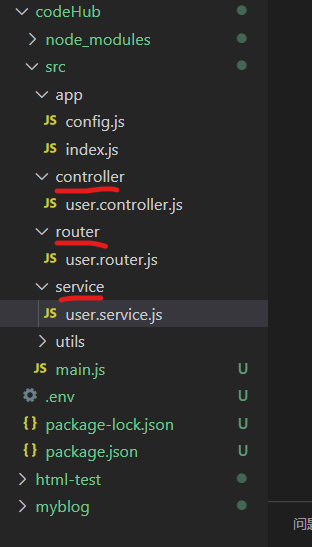 codeHub
node_modules
src
app
JS config.js
JS index.js
controller
JS user.controller.js
router
JS user.router.js
service
JS user.service.js
utils
JS main.js U
.env U
{} package-lock.json U
{} package.json U
html-test
myblog
问题